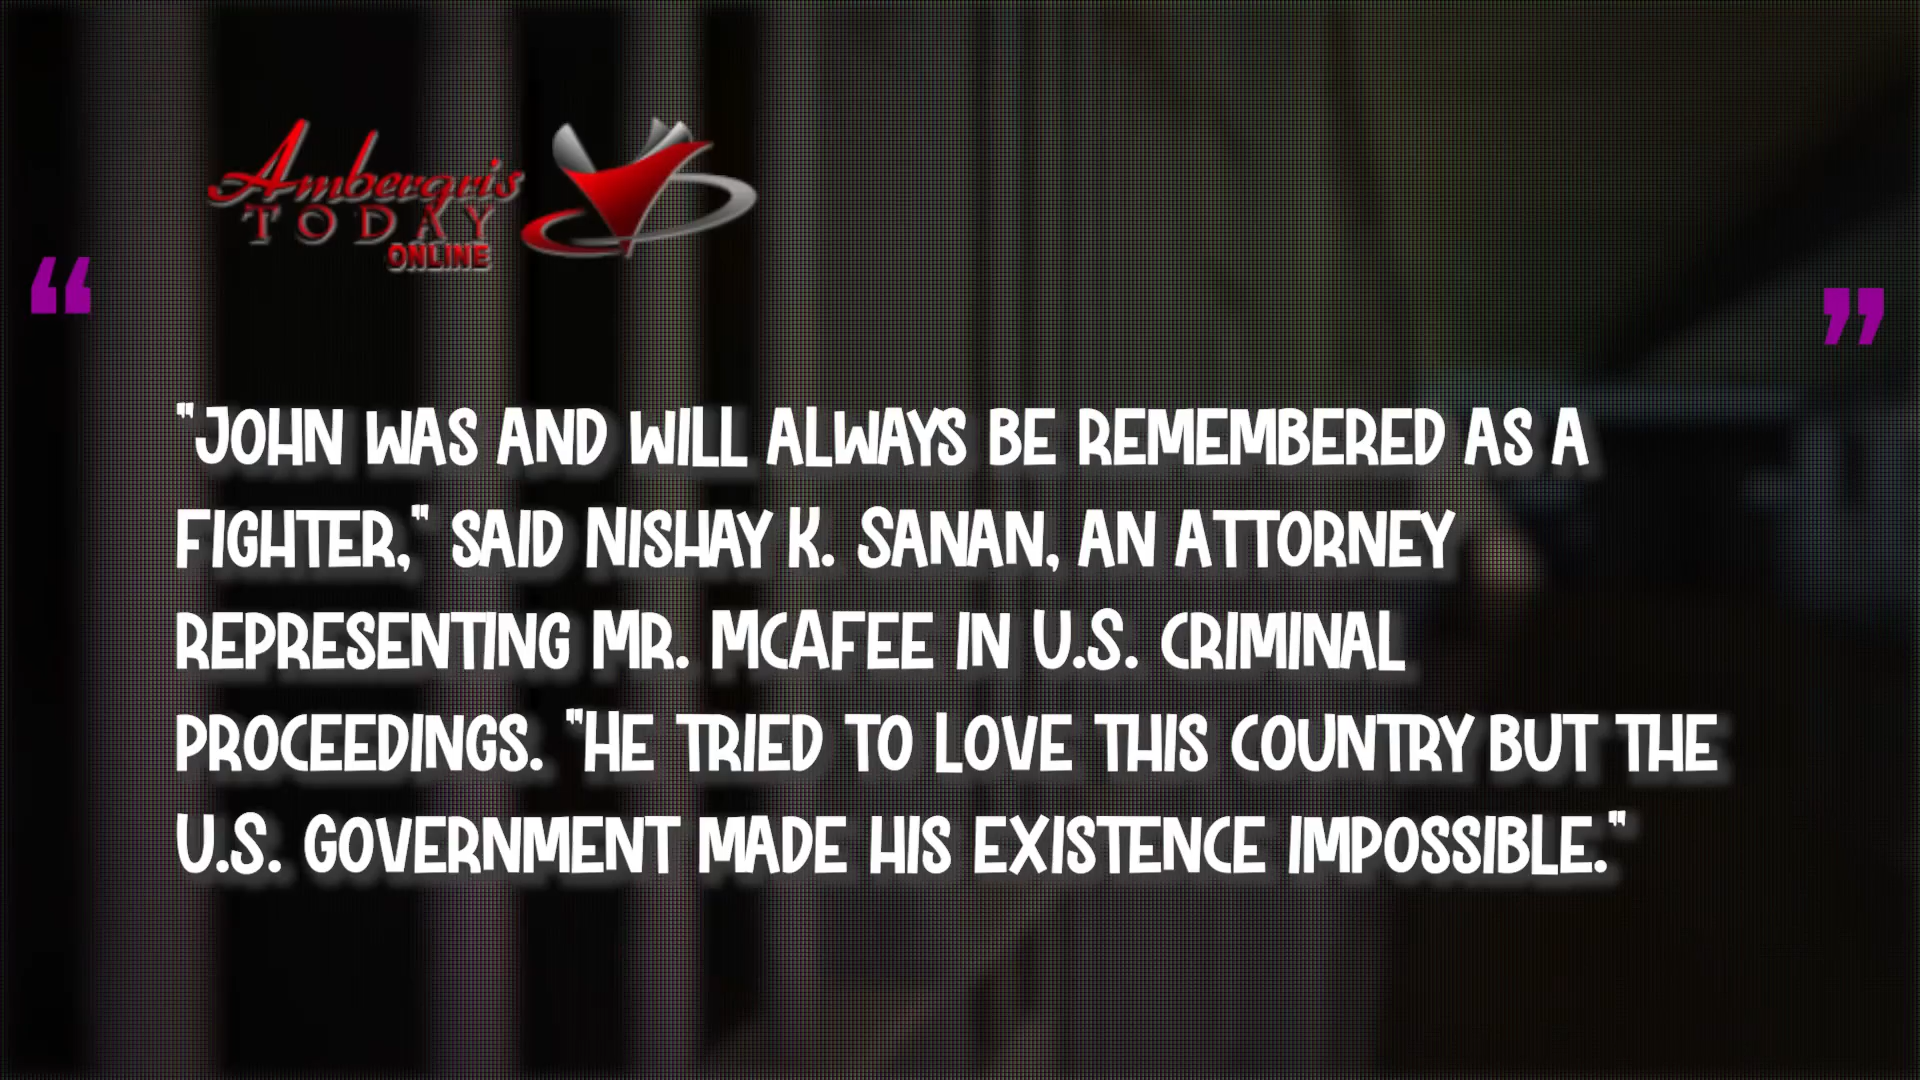 Ambergris
TODAY
ONLINE
“
”
"JOHN WAS AND WILL ALWAYS BE REMEMBERED AS A
FIGHTER," SAID NISHAY K. SANAN, AN ATTORNEY
REPRESENTING MR. MCAFEE IN U.S. CRIMINAL
PROCEEDINGS. "HE TRIED TO LOVE THIS COUNTRY BUT THE
U.S. GOVERNMENT MADE HIS EXISTENCE IMPOSSIBLE."